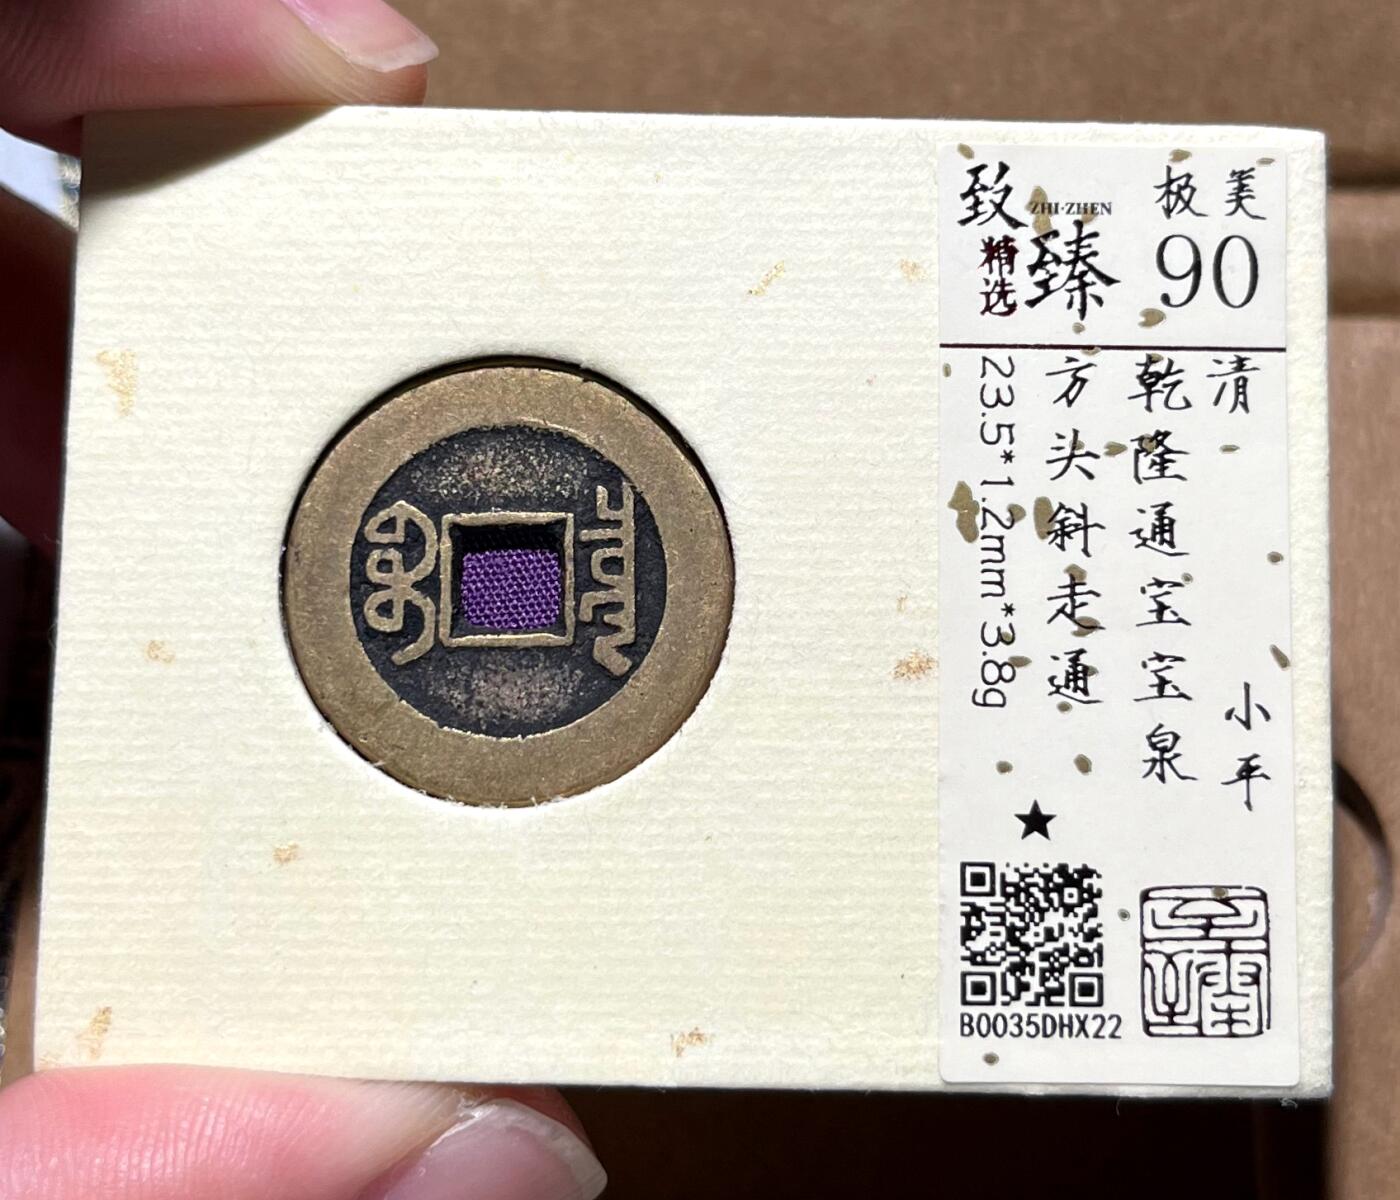 致臻
ZHI·ZHEN
精选
极美
90
清 小平
乾隆通宝宝泉
方头斜走通
23.5*1.2mm*3.8g
★
B0035DHX22